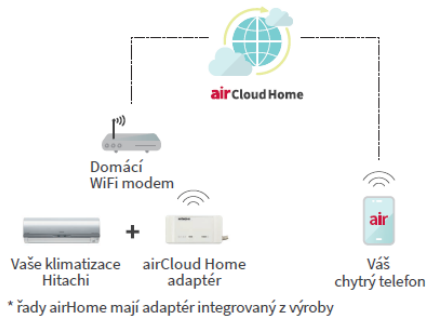 airCloud Home
Domácí
WiFi modem
Vaše klimatizace
Hitachi
+
airCloud Home
adaptér
air
Váš
chytrý telefon
* řady airHome mají adaptér integrovaný z výroby